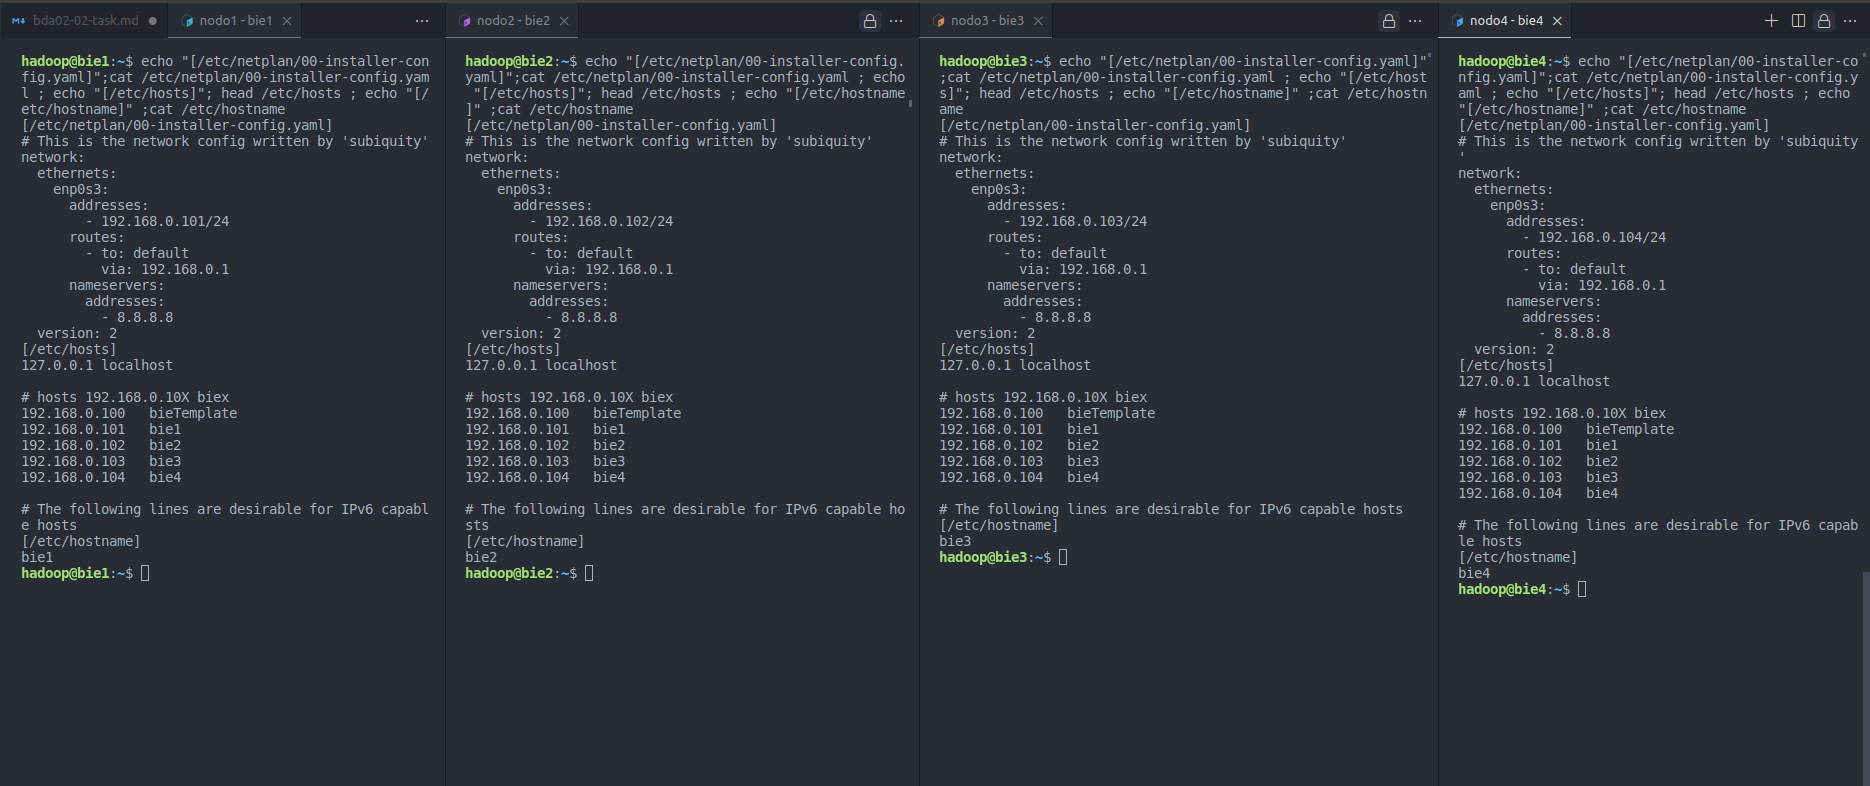 bda02-02-task.md
nodo1 - bie1
hadoop@bie1:~$ echo "[/etc/netplan/00-installer-con
fig.yaml]";cat /etc/netplan/00-installer-config.yam
l ; echo "[/etc/hosts]"; head /etc/hosts ; echo "[/
etc/hostname]" ;cat /etc/hostname
[/etc/netplan/00-installer-config.yaml]
# This is the network config written by 'subiquity'
network:
  ethernets:
    enp0s3:
      addresses:
        - 192.168.0.101/24
      routes:
        - to: default
          via: 192.168.0.1
      nameservers:
        addresses:
          - 8.8.8.8
  version: 2
[/etc/hosts]
127.0.0.1 localhost

# hosts 192.168.0.10X biex
192.168.0.100   bieTemplate
192.168.0.101   bie1
192.168.0.102   bie2
192.168.0.103   bie3
192.168.0.104   bie4

# The following lines are desirable for IPv6 capabl
e hosts
[/etc/hostname]
bie1
hadoop@bie1:~$
nodo2 - bie2
hadoop@bie2:~$ echo "[/etc/netplan/00-installer-config.
yaml]";cat /etc/netplan/00-installer-config.yaml ; echo
 "[/etc/hosts]"; head /etc/hosts ; echo "[/etc/hostname
]" ;cat /etc/hostname
[/etc/netplan/00-installer-config.yaml]
# This is the network config written by 'subiquity'
network:
  ethernets:
    enp0s3:
      addresses:
        - 192.168.0.102/24
      routes:
        - to: default
          via: 192.168.0.1
      nameservers:
        addresses:
          - 8.8.8.8
  version: 2
[/etc/hosts]
127.0.0.1 localhost

# hosts 192.168.0.10X biex
192.168.0.100   bieTemplate
192.168.0.101   bie1
192.168.0.102   bie2
192.168.0.103   bie3
192.168.0.104   bie4

# The following lines are desirable for IPv6 capable ho
sts
[/etc/hostname]
bie2
hadoop@bie2:~$
nodo3 - bie3
hadoop@bie3:~$ echo "[/etc/netplan/00-installer-config.yaml]"
;cat /etc/netplan/00-installer-config.yaml ; echo "[/etc/host
s]"; head /etc/hosts ; echo "[/etc/hostname]" ;cat /etc/hostn
ame
[/etc/netplan/00-installer-config.yaml]
# This is the network config written by 'subiquity'
network:
  ethernets:
    enp0s3:
      addresses:
        - 192.168.0.103/24
      routes:
        - to: default
          via: 192.168.0.1
      nameservers:
        addresses:
          - 8.8.8.8
  version: 2
[/etc/hosts]
127.0.0.1 localhost

# hosts 192.168.0.10X biex
192.168.0.100   bieTemplate
192.168.0.101   bie1
192.168.0.102   bie2
192.168.0.103   bie3
192.168.0.104   bie4

# The following lines are desirable for IPv6 capable hosts
[/etc/hostname]
bie3
hadoop@bie3:~$
nodo4 - bie4
hadoop@bie4:~$ echo "[/etc/netplan/00-installer-co
nfig.yaml]";cat /etc/netplan/00-installer-config.y
aml ; echo "[/etc/hosts]"; head /etc/hosts ; echo
"[/etc/hostname]" ;cat /etc/hostname
[/etc/netplan/00-installer-config.yaml]
# This is the network config written by 'subiquity
'
network:
  ethernets:
    enp0s3:
      addresses:
        - 192.168.0.104/24
      routes:
        - to: default
          via: 192.168.0.1
      nameservers:
        addresses:
          - 8.8.8.8
  version: 2
[/etc/hosts]
127.0.0.1 localhost

# hosts 192.168.0.10X biex
192.168.0.100   bieTemplate
192.168.0.101   bie1
192.168.0.102   bie2
192.168.0.103   bie3
192.168.0.104   bie4

# The following lines are desirable for IPv6 capab
le hosts
[/etc/hostname]
bie4
hadoop@bie4:~$